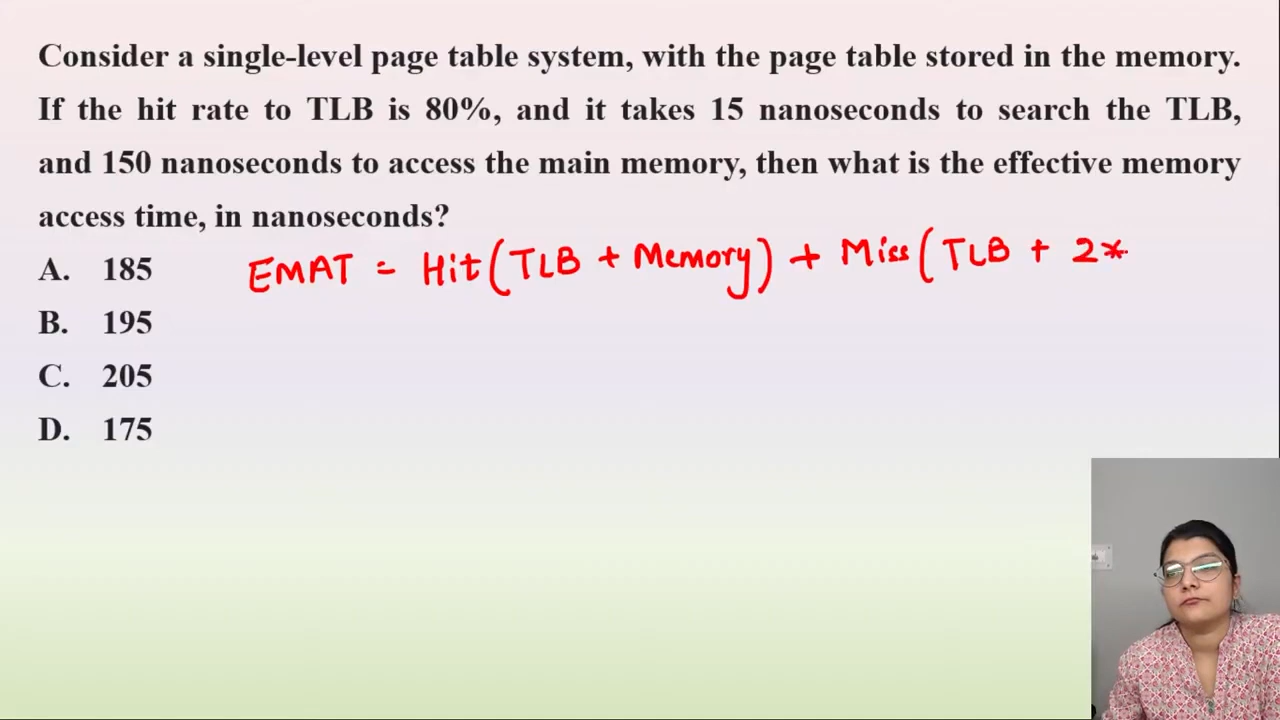 Consider a single-level page table system, with the page table stored in the memory.
If the hit rate to TLB is 80%, and it takes 15 nanoseconds to search the TLB,
and 150 nanoseconds to access the main memory, then what is the effective memory
access time, in nanoseconds?
A. 185
EMAT = Hit(TLB + Memory) + Miss(TLB + 2*
B. 195
C. 205
D. 175